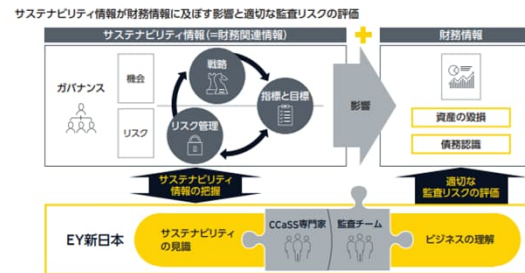 サステナビリティ情報が財務情報に及ぼす影響と適切な監査リスクの評価
サステナビリティ情報(=財務関連情報)
財務情報
ガバナンス
機会
リスク
戦略
指標と目標
リスク管理
影響
資産の毀損
債務認識
サステナビリティ
情報の把握
適切な
監査リスクの評価
EY新日本
サステナビリティ
の見識
CCaSS専門家
監査チーム
ビジネスの理解